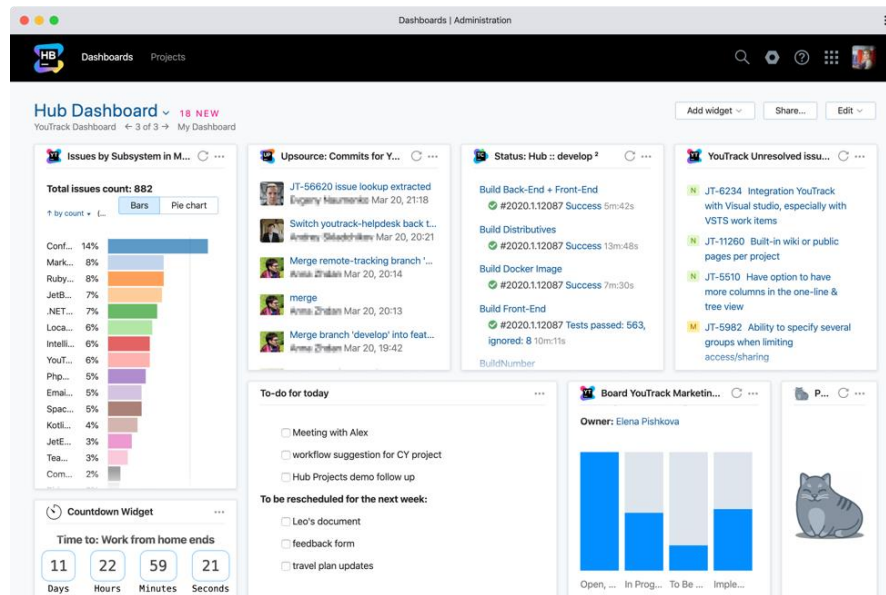 Dashboards | Administration
HB
Dashboards Projects
Hub Dashboard 18 NEW
YouTrack Dashboard ← 3 of 3 → My Dashboard
Add widget Share... Edit
Issues by Subsystem in M... ...
Total issues count: 882
↑ by count (...
Bars Pie chart
Conf... 14%
Mark... 8%
Ruby... 8%
JetB... 7%
.NET... 7%
Loca... 6%
Intelli... 6%
YouT... 6%
Php... 5%
Emai... 5%
Spac... 5%
Kotli... 4%
JetE... 3%
Tea... 3%
Com... 2%
Upsource: Commits for Y... ...
JT-56620 issue lookup extracted
Mar 20, 21:18
Switch youtrack-helpdesk back t...
Mar 20, 20:21
Merge remote-tracking branch '...
Mar 20, 20:14
merge
Mar 20, 20:13
Merge branch 'develop' into feat...
Mar 20, 19:42
Status: Hub :: develop ² ...
Build Back-End + Front-End
#2020.1.12087 Success 5m:42s
Build Distributives
#2020.1.12087 Success 13m:48s
Build Docker Image
#2020.1.12087 Success 7m:30s
Build Front-End
#2020.1.12087 Tests passed: 563,
ignored: 8 10m:11s
BuildNumber
YouTrack Unresolved issu... ...
N JT-6234 Integration YouTrack
with Visual studio, especially with
VSTS work items
N JT-11260 Built-in wiki or public
pages per project
N JT-5510 Have option to have
more columns in the one-line &
tree view
M JT-5982 Ability to specify several
groups when limiting
access/sharing
To-do for today ...
Meeting with Alex
workflow suggestion for CY project
Hub Projects demo follow up
To be rescheduled for the next week:
Leo's document
feedback form
travel plan updates
Board YouTrack Marketin... ...
Owner: Elena Pishkova
Open, ... In Prog... To Be ... Imple...
P... ...
Countdown Widget ...
Time to: Work from home ends
11 22 59 21
Days Hours Minutes Seconds